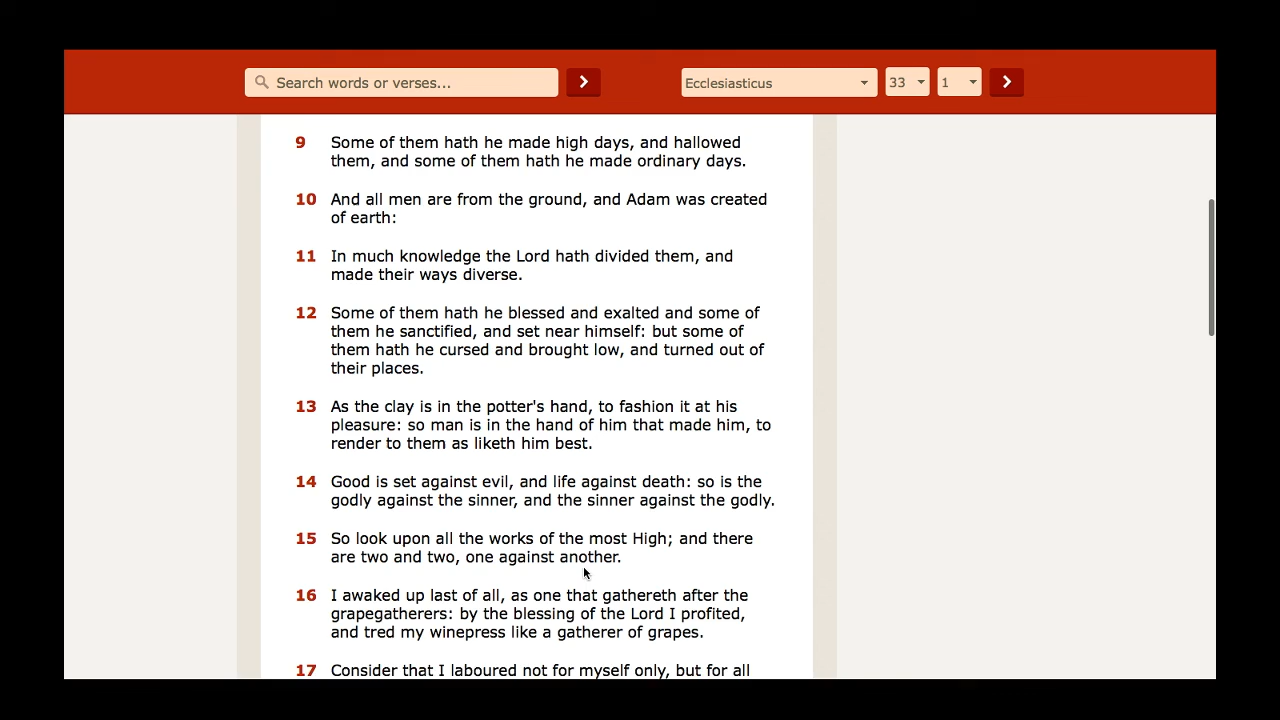 Search words or verses...
Ecclesiasticus 33 1
9 Some of them hath he made high days, and hallowed
them, and some of them hath he made ordinary days.
10 And all men are from the ground, and Adam was created
of earth:
11 In much knowledge the Lord hath divided them, and
made their ways diverse.
12 Some of them hath he blessed and exalted and some of
them he sanctified, and set near himself: but some of
them hath he cursed and brought low, and turned out of
their places.
13 As the clay is in the potter's hand, to fashion it at his
pleasure: so man is in the hand of him that made him, to
render to them as liketh him best.
14 Good is set against evil, and life against death: so is the
godly against the sinner, and the sinner against the godly.
15 So look upon all the works of the most High; and there
are two and two, one against another.
16 I awaked up last of all, as one that gathereth after the
grapegatherers: by the blessing of the Lord I profited,
and tred my winepress like a gatherer of grapes.
17 Consider that I laboured not for myself only, but for all